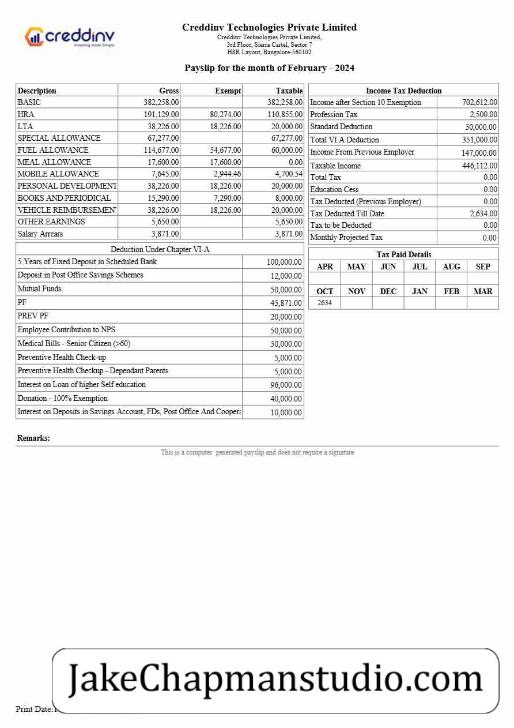 creddinv
Investing made Simple
Creddinv Technologies Private Limited
Creddinv Technologies Private Limited,
3rd Floor, Sierra Cartel, Sector 7
HSR Layout, Bangalore-560102
Payslip for the month of February - 2024
Description Gross Exempt Taxable
BASIC 382,258.00 382,258.00
HRA 191,129.00 80,274.00 110,855.00
LTA 38,226.00 18,226.00 20,000.00
SPECIAL ALLOWANCE 67,277.00 67,277.00
FUEL ALLOWANCE 114,677.00 54,677.00 60,000.00
MEAL ALLOWANCE 17,600.00 17,600.00 0.00
MOBILE ALLOWANCE 7,645.00 2,944.46 4,700.54
PERSONAL DEVELOPMENT 38,226.00 18,226.00 20,000.00
BOOKS AND PERIODICAL 15,290.00 7,290.00 8,000.00
VEHICLE REIMBURSEMEN 38,226.00 18,226.00 20,000.00
OTHER EARNINGS 5,650.00 5,650.00
Salary Arrears 3,871.00 3,871.00
Income Tax Deduction
Income after Section 10 Exemption 702,612.00
Profession Tax 2,500.00
Standard Deduction 50,000.00
Total VI A Deduction 351,000.00
Income From Previous Employer 147,000.00
Taxable Income 446,112.00
Total Tax 0.00
Education Cess 0.00
Tax Deducted (Previous Employer) 0.00
Tax Deducted Till Date 2,634.00
Tax to be Deducted 0.00
Monthly Projected Tax 0.00
Deduction Under Chapter VI-A
5 Years of Fixed Deposit in Scheduled Bank 100,000.00
Deposit in Post Office Savings Schemes 12,000.00
Mutual Funds 50,000.00
PF 45,871.00
PREV PF 20,000.00
Employee Contribution to NPS 50,000.00
Medical Bills - Senior Citizen (>60) 50,000.00
Preventive Health Check-up 5,000.00
Preventive Health Checkup - Dependant Parents 5,000.00
Interest on Loan of higher Self education 96,000.00
Donation - 100% Exemption 40,000.00
Interest on Deposits in Savings Account, FDs, Post Office And Cooper 10,000.00
Tax Paid Details
APR MAY JUN JUL AUG SEP
OCT NOV DEC JAN FEB MAR
2634
Remarks:
This is a computer generated payslip and does not require a signature
JakeChapmanstudio.com
Print Date: